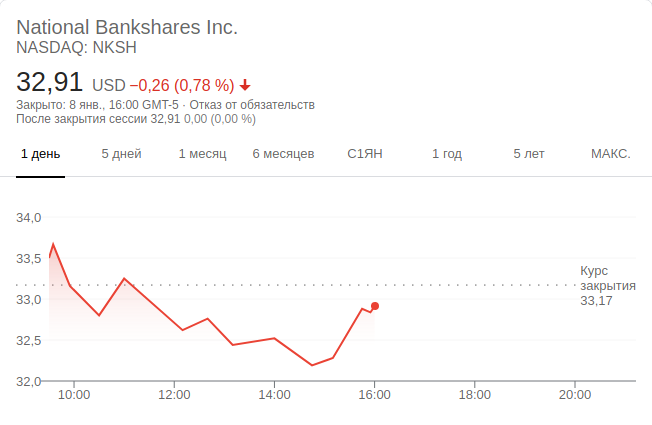 National Bankshares Inc.
NASDAQ: NKSH
32,91 USD −0,26 (0,78 %)
Закрыто: 8 янв., 16:00 GMT-5 · Отказ от обязательств
После закрытия сессии 32,91 0,00 (0,00 %)
1 день 5 дней 1 месяц 6 месяцев С1ЯН 1 год 5 лет МАКС.
34,0
33,5
Курс
закрытия
33,17
33,0
32,5
32,0
10:00 12:00 14:00 16:00 18:00 20:00